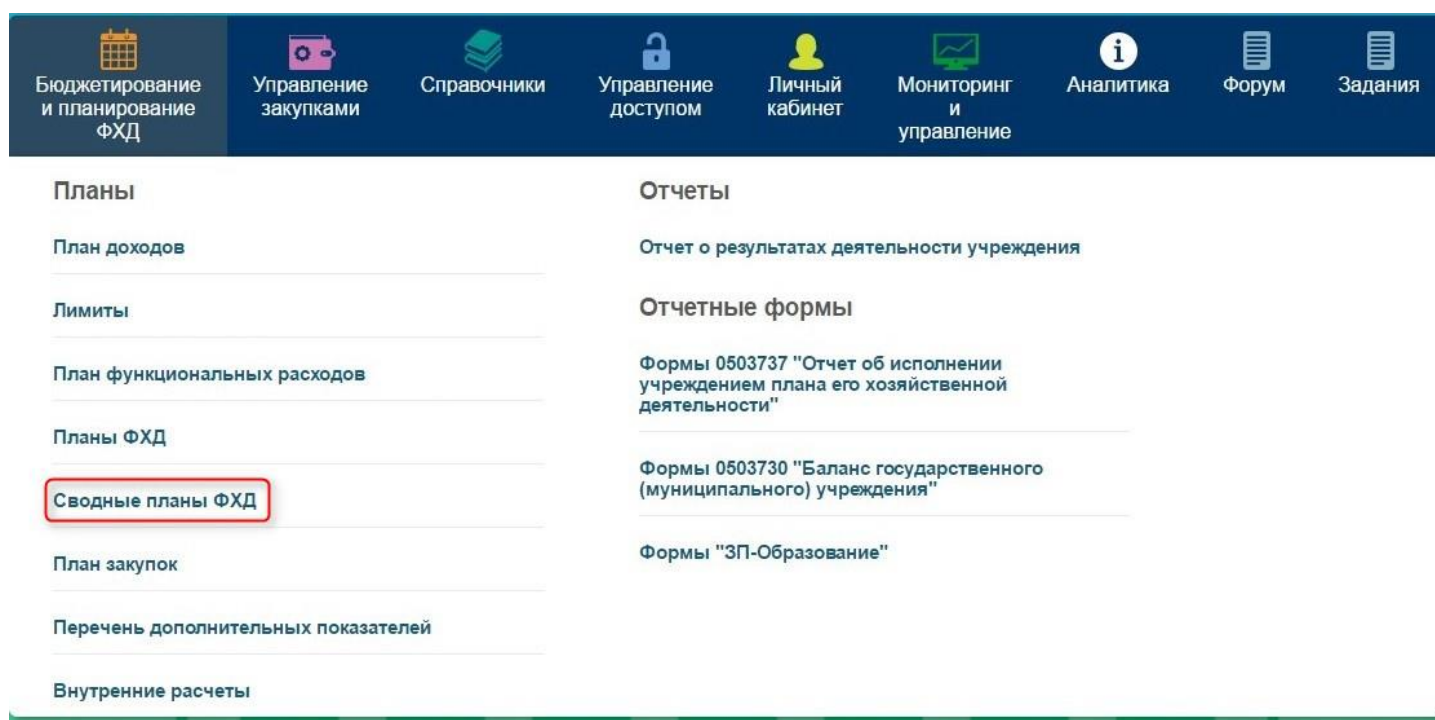 Бюджетирование
и планирование
ФХД
Управление
закупками
Справочники
Управление
доступом
Личный
кабинет
Мониторинг
и
управление
Аналитика
Форум
Задания
Планы
План доходов
Лимиты
План функциональных расходов
Планы ФХД
Сводные планы ФХД
План закупок
Перечень дополнительных показателей
Внутренние расчеты
Отчеты
Отчет о результатах деятельности учреждения
Отчетные формы
Формы 0503737 "Отчет об исполнении
учреждением плана его хозяйственной
деятельности"
Формы 0503730 "Баланс государственного
(муниципального) учреждения"
Формы "ЗП-Образование"